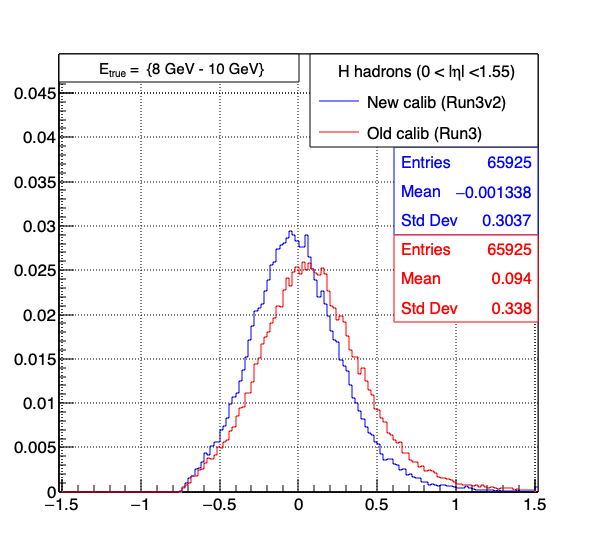 E_true = {8 GeV - 10 GeV}
H hadrons (0 < |η| <1.55)
New calib (Run3v2)
Old calib (Run3)
Entries 65925
Mean −0.001338
Std Dev 0.3037
Entries 65925
Mean 0.094
Std Dev 0.338
0.045
0.04
0.035
0.03
0.025
0.02
0.015
0.01
0.005
0
−1.5 −1 −0.5 0 0.5 1 1.5